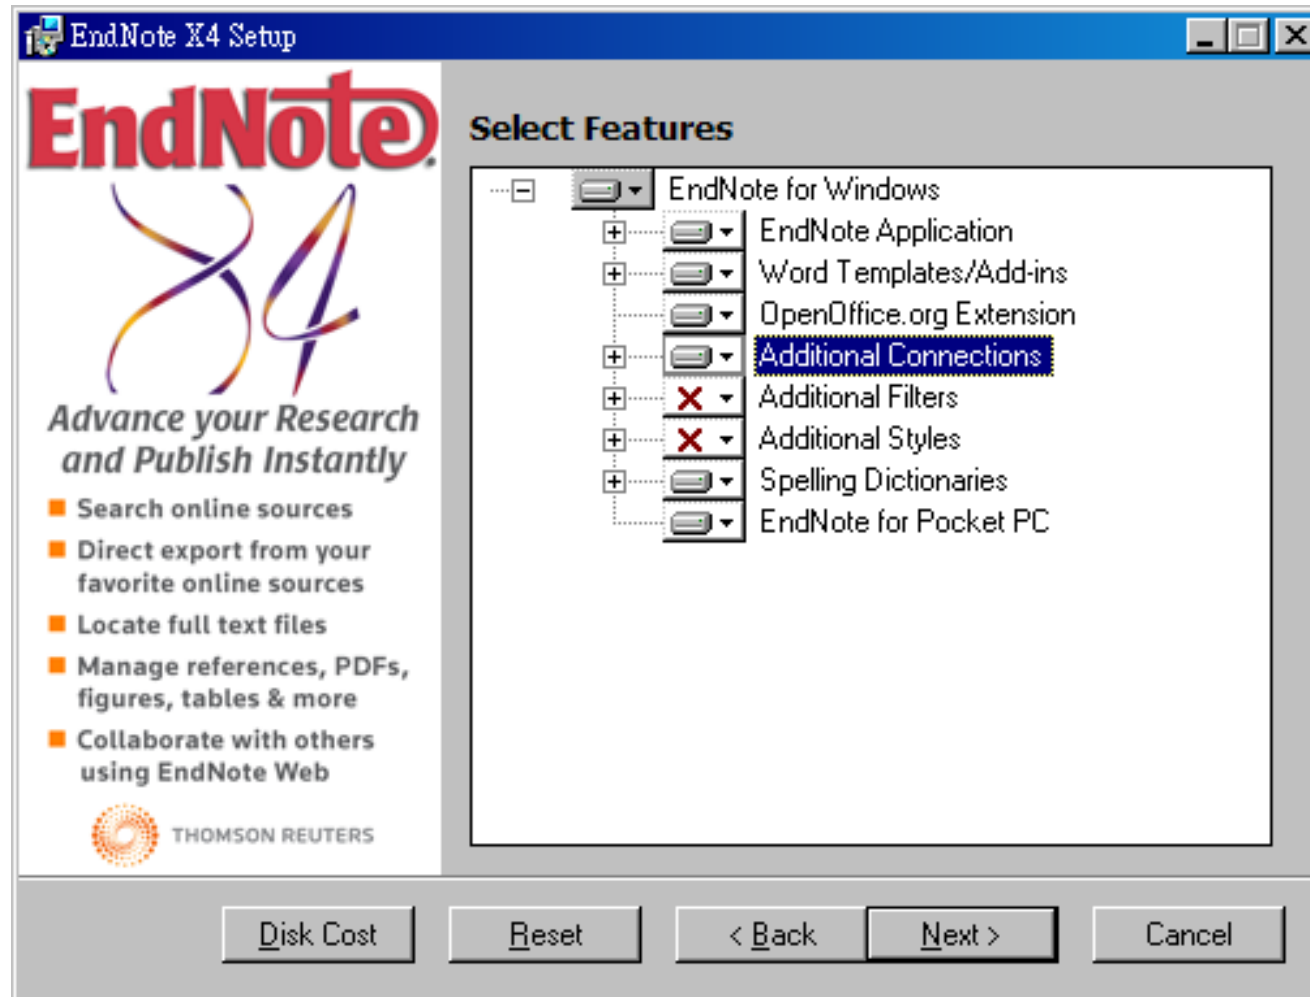 EndNote X4 Setup
EndNote
X4
Advance your Research
and Publish Instantly
Search online sources
Direct export from your
favorite online sources
Locate full text files
Manage references, PDFs,
figures, tables & more
Collaborate with others
using EndNote Web
THOMSON REUTERS
Select Features
EndNote for Windows
EndNote Application
Word Templates/Add-ins
OpenOffice.org Extension
Additional Connections
Additional Filters
Additional Styles
Spelling Dictionaries
EndNote for Pocket PC
Disk Cost
Reset
< Back
Next >
Cancel